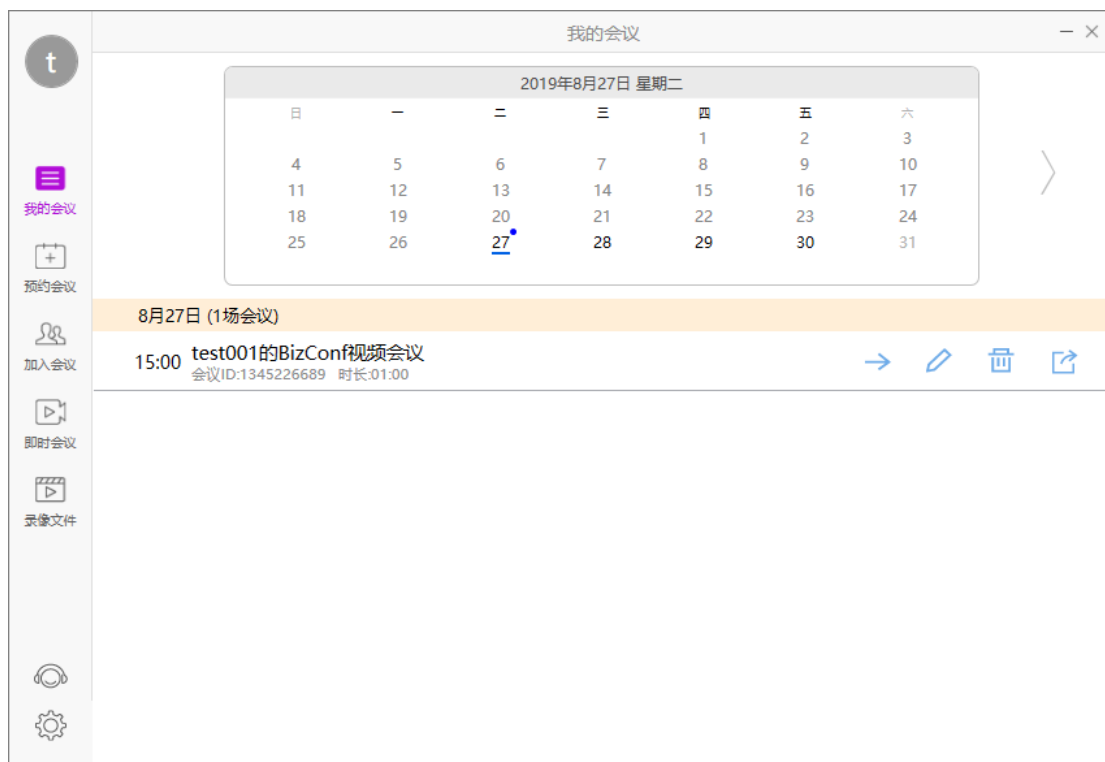 我的会议
t
2019年8月27日 星期二
日 一 二 三 四 五 六
1 2 3
4 5 6 7 8 9 10
11 12 13 14 15 16 17
18 19 20 21 22 23 24
25 26 27 28 29 30 31
我的会议
预约会议
加入会议
即时会议
录像文件
8月27日 (1场会议)
15:00 test001的BizConf视频会议
会议ID:1345226689 时长:01:00